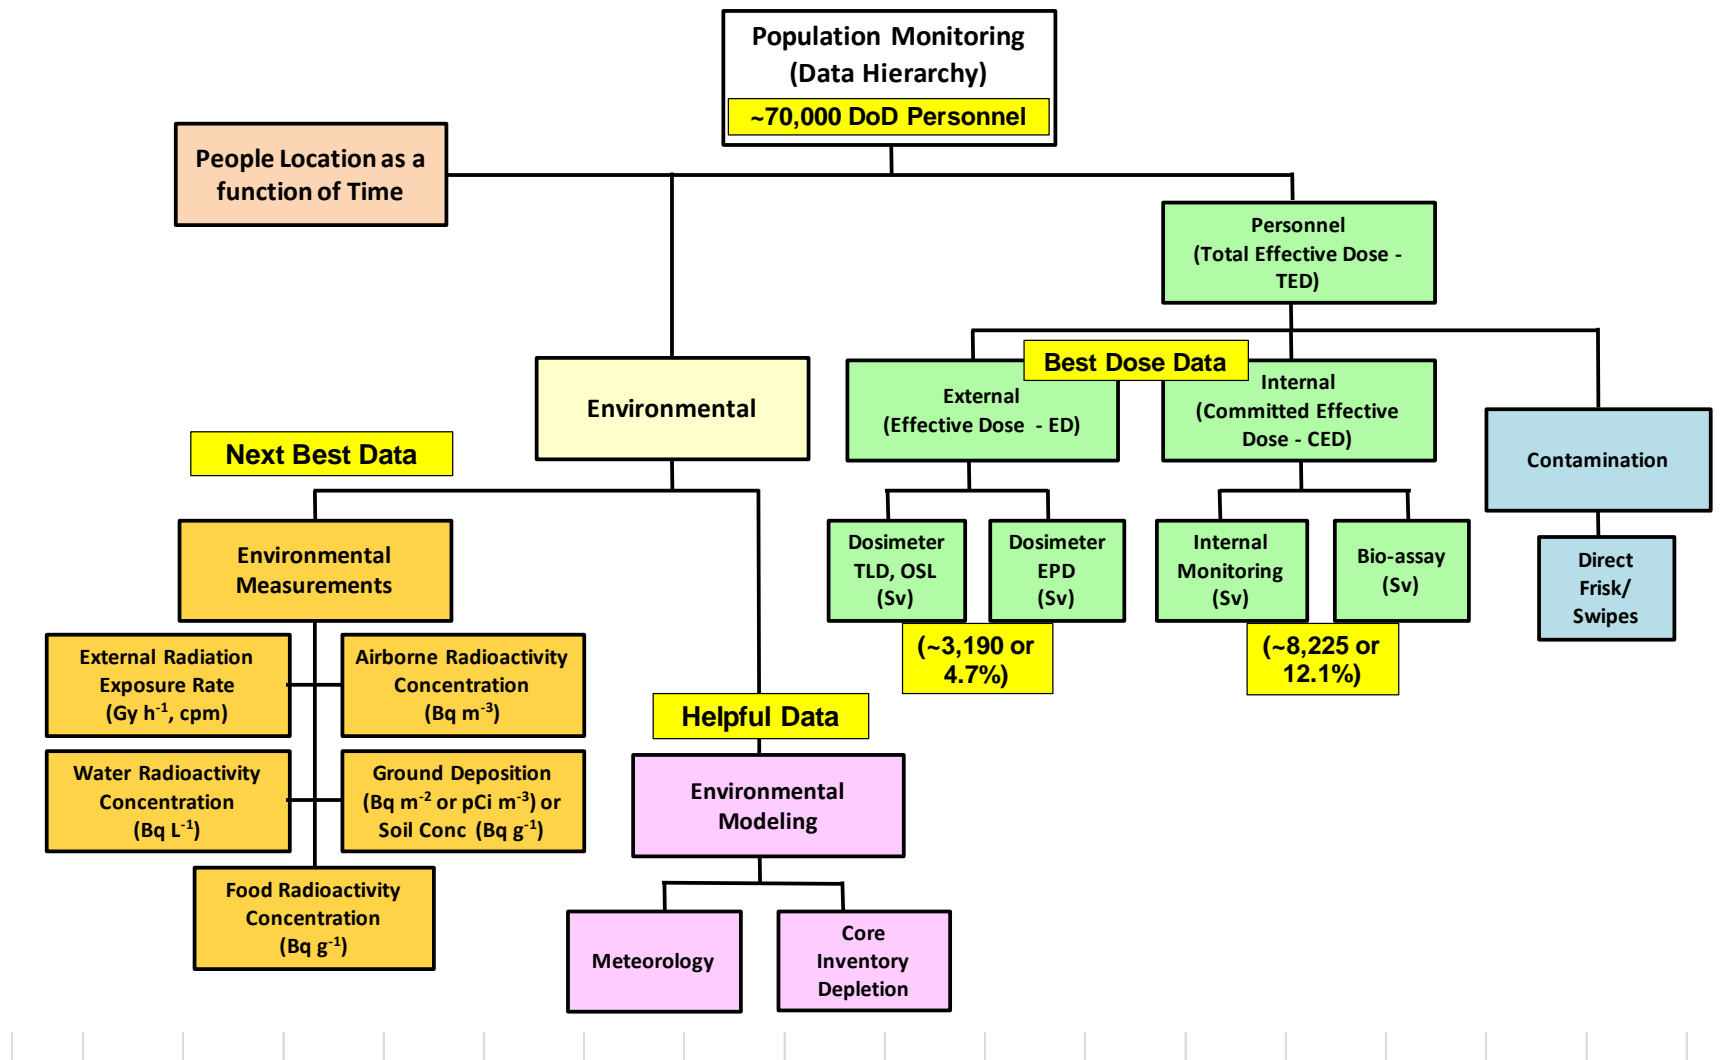 Population Monitoring
(Data Hierarchy)
~70,000 DoD Personnel
People Location as a
function of Time
Personnel
(Total Effective Dose -
TED)
Best Dose Data
External
(Effective Dose - ED)
Internal
(Committed Effective
Dose - CED)
Environmental
Contamination
Next Best Data
Environmental
Measurements
Dosimeter
TLD, OSL
(Sv)
Dosimeter
EPD
(Sv)
Internal
Monitoring
(Sv)
Bio-assay
(Sv)
Direct
Frisk/
Swipes
(~3,190 or
4.7%)
(~8,225 or
12.1%)
External Radiation
Exposure Rate
(Gy h⁻¹, cpm)
Airborne Radioactivity
Concentration
(Bq m⁻³)
Helpful Data
Water Radioactivity
Concentration
(Bq L⁻¹)
Ground Deposition
(Bq m⁻² or pCi m⁻³) or
Soil Conc (Bq g⁻¹)
Environmental
Modeling
Food Radioactivity
Concentration
(Bq g⁻¹)
Meteorology
Core
Inventory
Depletion